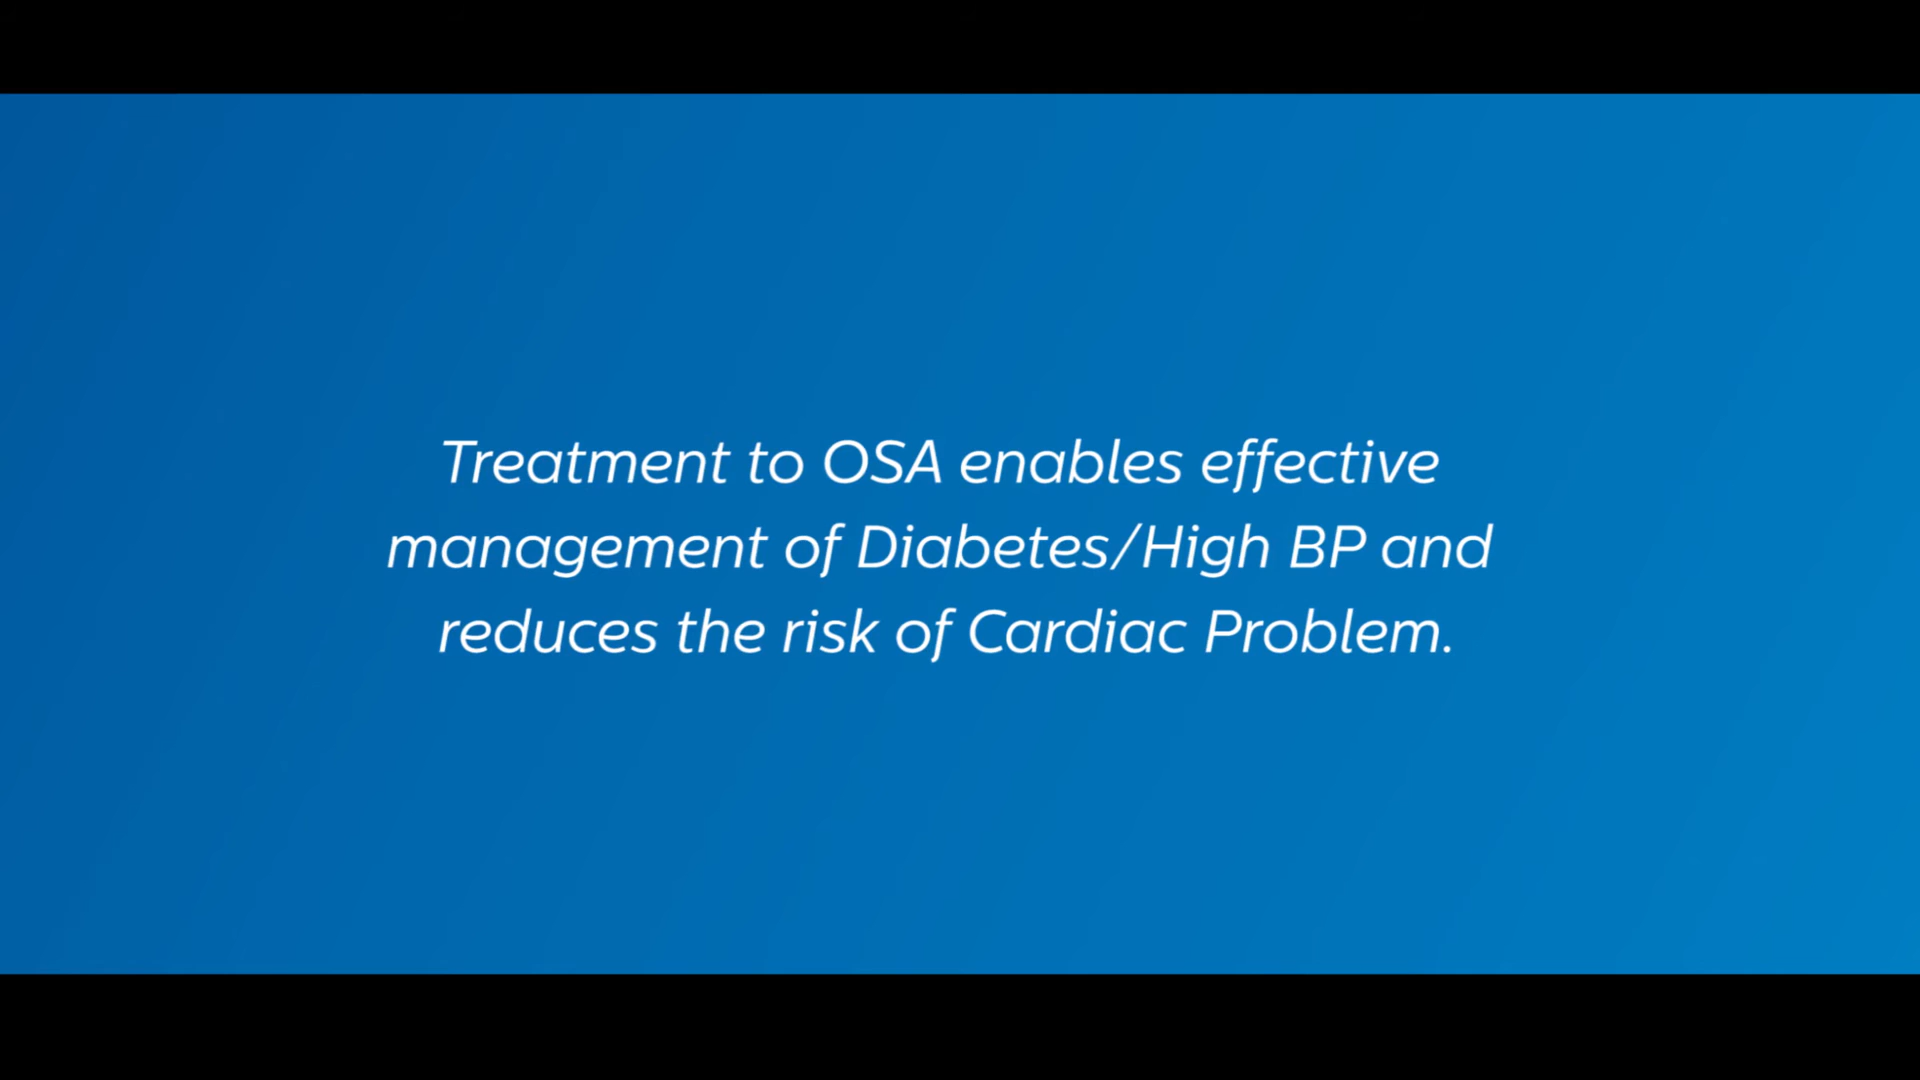 Treatment to OSA enables effective
management of Diabetes/High BP and
reduces the risk of Cardiac Problem.